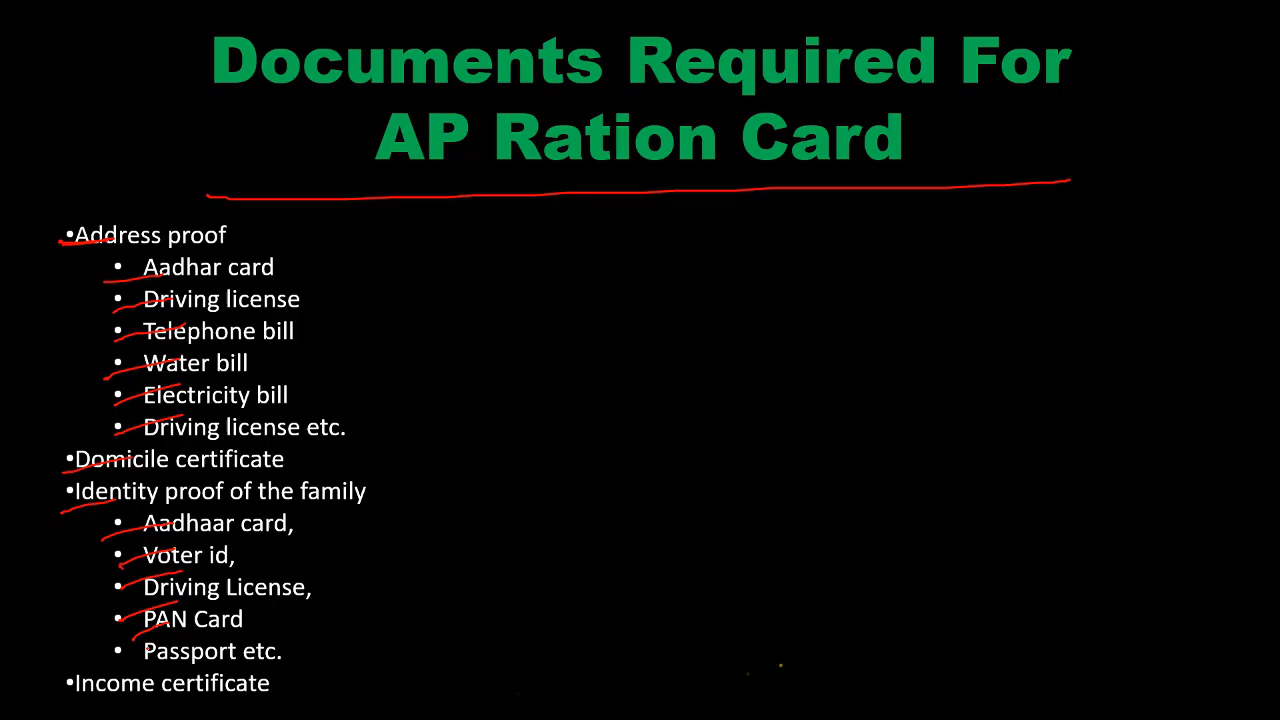 Documents Required For
AP Ration Card
•Address proof
• Aadhar card
• Driving license
• Telephone bill
• Water bill
• Electricity bill
• Driving license etc.
•Domicile certificate
•Identity proof of the family
• Aadhaar card,
• Voter id,
• Driving License,
• PAN Card
• Passport etc.
•Income certificate